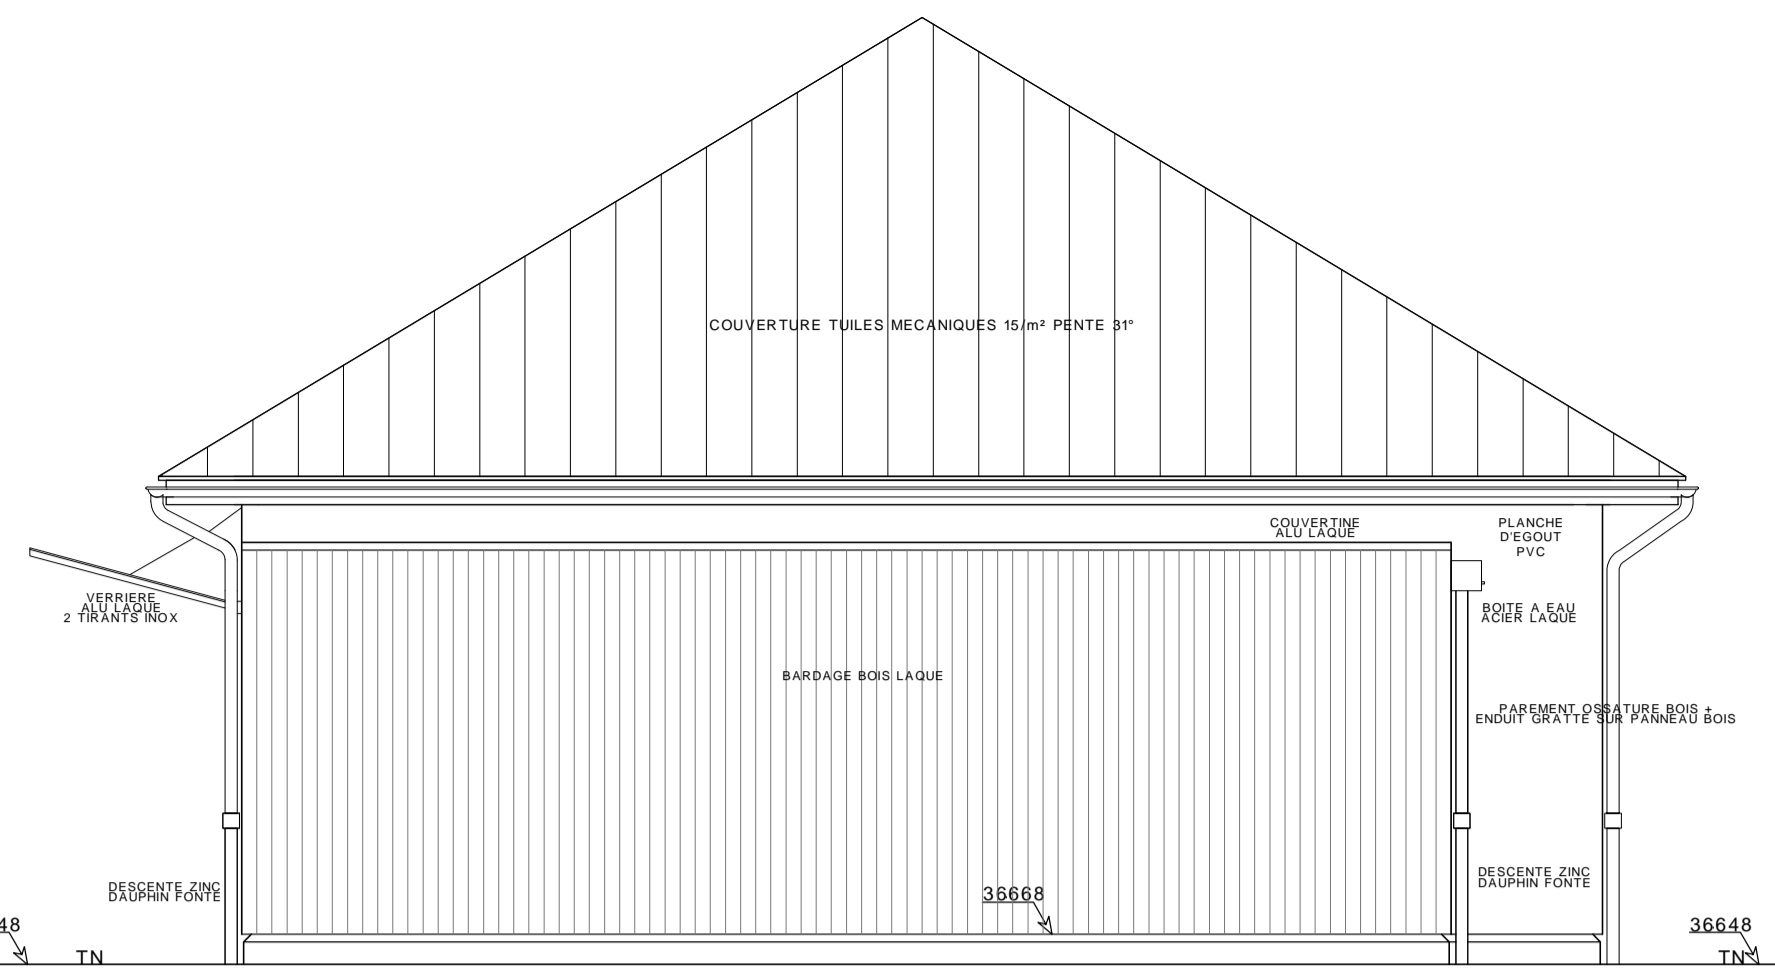 COUVERTURE TUILES MECANIQUES 15/m² PENTE 31°
COUVERTINE
ALU LAQUE
PLANCHE
D'EGOUT
PVC
VERRIERE
ALU LAQUE
2 TIRANTS INOX
BOITE A EAU
ACIER LAQUE
BARDAGE BOIS LAQUE
PAREMENT OSSATURE BOIS +
ENDUIT GRATTE SUR PANNEAU BOIS
DESCENTE ZINC
DAUPHIN FONTE
DESCENTE ZINC
DAUPHIN FONTE
36668
48
36648
TN
TN